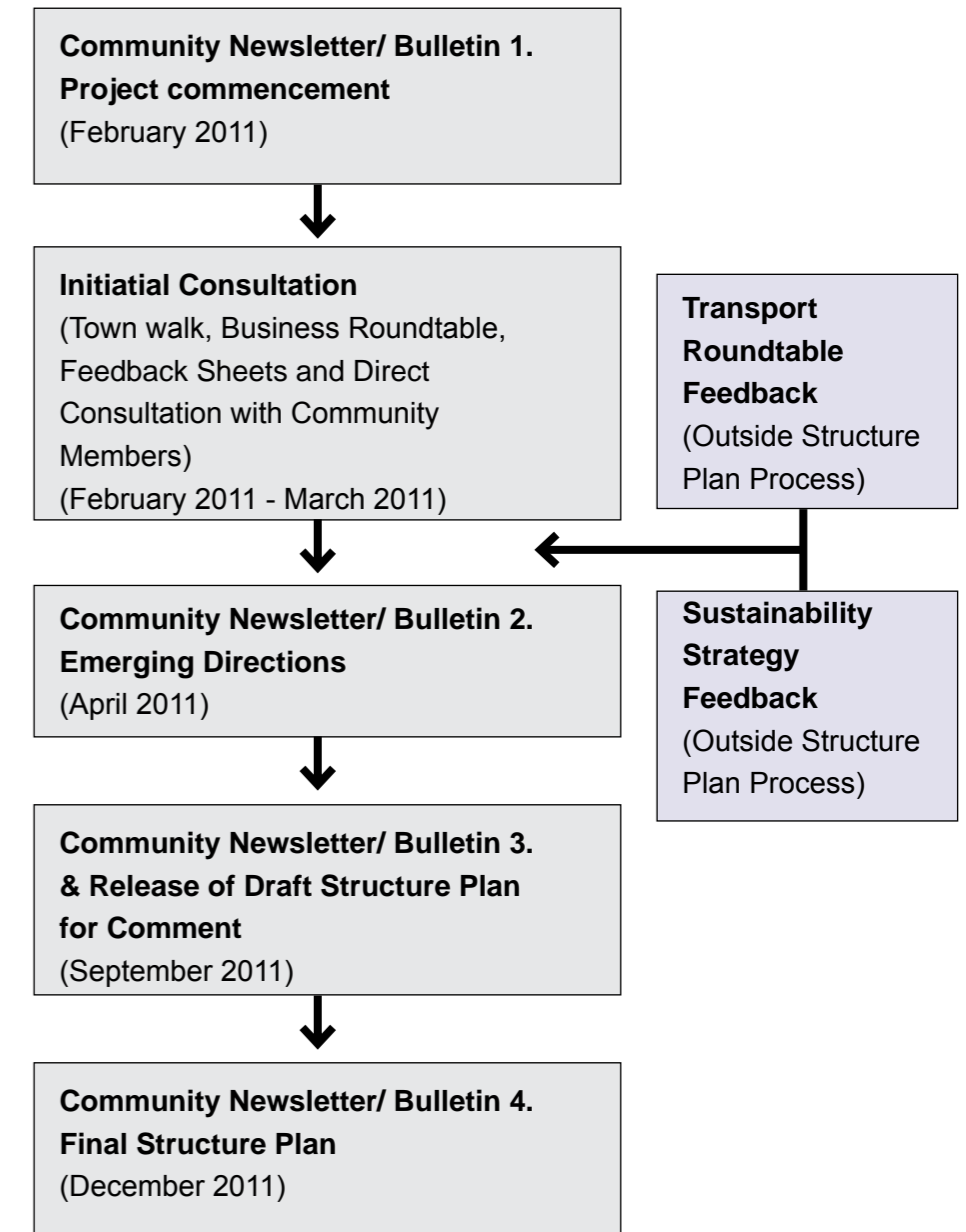 Community Newsletter/ Bulletin 1.
Project commencement
(February 2011)
Initiatial Consultation
(Town walk, Business Roundtable,
Feedback Sheets and Direct
Consultation with Community
Members)
(February 2011 - March 2011)
Transport
Roundtable
Feedback
(Outside Structure
Plan Process)
Community Newsletter/ Bulletin 2.
Emerging Directions
(April 2011)
Sustainability
Strategy
Feedback
(Outside Structure
Plan Process)
Community Newsletter/ Bulletin 3.
& Release of Draft Structure Plan
for Comment
(September 2011)
Community Newsletter/ Bulletin 4.
Final Structure Plan
(December 2011)